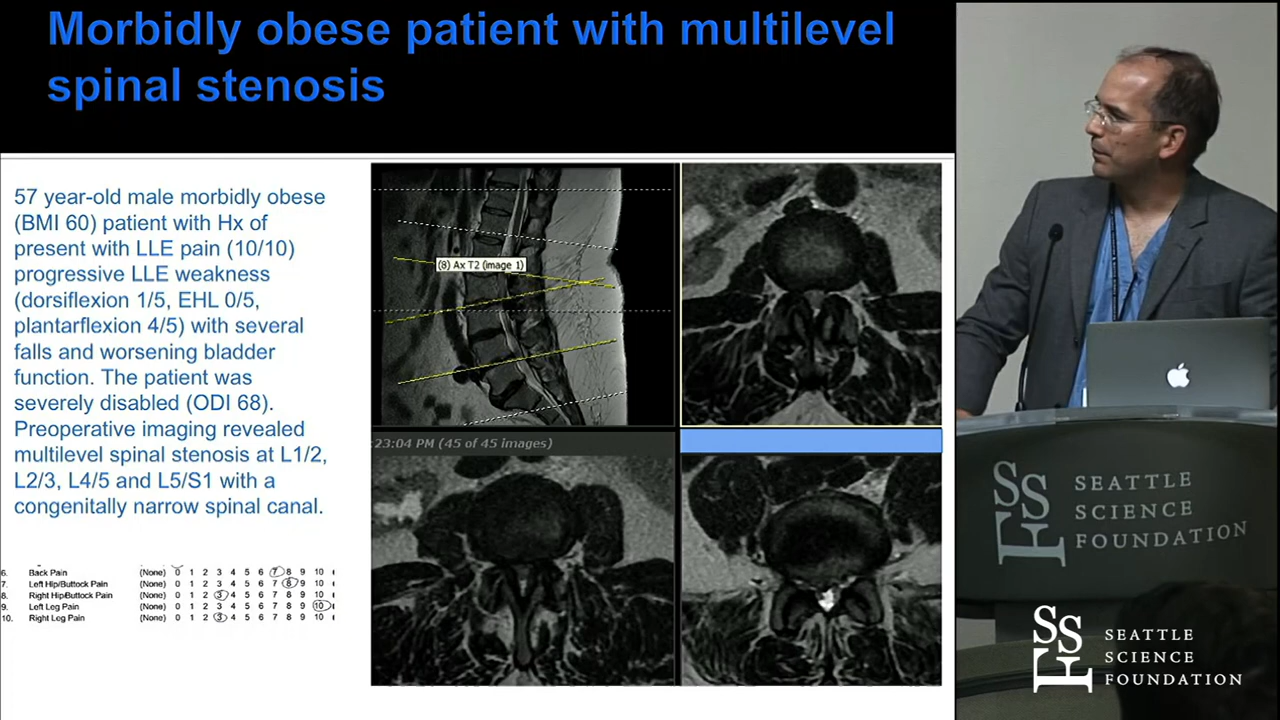 Morbidly obese patient with multilevel
spinal stenosis
57 year-old male morbidly obese
(BMI 60) patient with Hx of
present with LLE pain (10/10)
progressive LLE weakness
(dorsiflexion 1/5, EHL 0/5,
plantarflexion 4/5) with several
falls and worsening bladder
function. The patient was
severely disabled (ODI 68).
Preoperative imaging revealed
multilevel spinal stenosis at L1/2,
L2/3, L4/5 and L5/S1 with a
congenitally narrow spinal canal.
6. Back Pain (None) 0 1 2 3 4 5 6 7 8 9 10
7. Left Hip/Buttock Pain (None) 0 1 2 3 4 5 6 7 8 9 10
8. Right Hip/Buttock Pain (None) 0 1 2 3 4 5 6 7 8 9 10
9. Left Leg Pain (None) 0 1 2 3 4 5 6 7 8 9 10
10. Right Leg Pain (None) 0 1 2 3 4 5 6 7 8 9 10
(8) Ax T2 (image 1)
:23:04 PM (45 of 45 images)
SSF SEATTLE
SCIENCE
FOUNDATION
SSF SEATTLE
SCIENCE
FOUNDATION